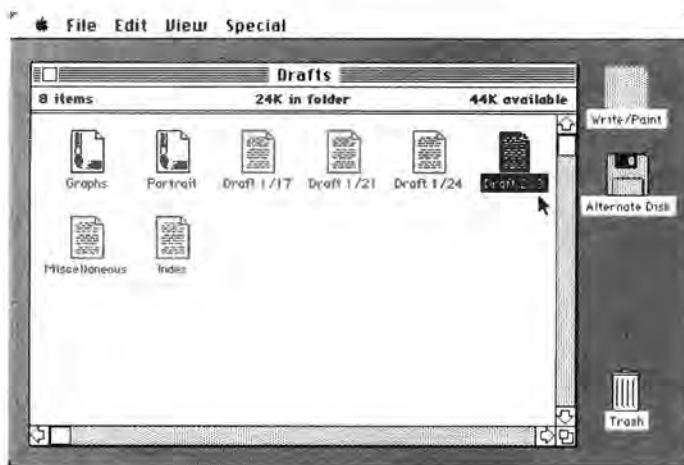 File Edit View Special
Drafts
8 items 24K in folder 44K available
Write/Paint
Graphs Portrait Draft 1/17 Draft 1/21 Draft 1/24 Draft
Alternate Disk
Miscellaneous Index
Trash